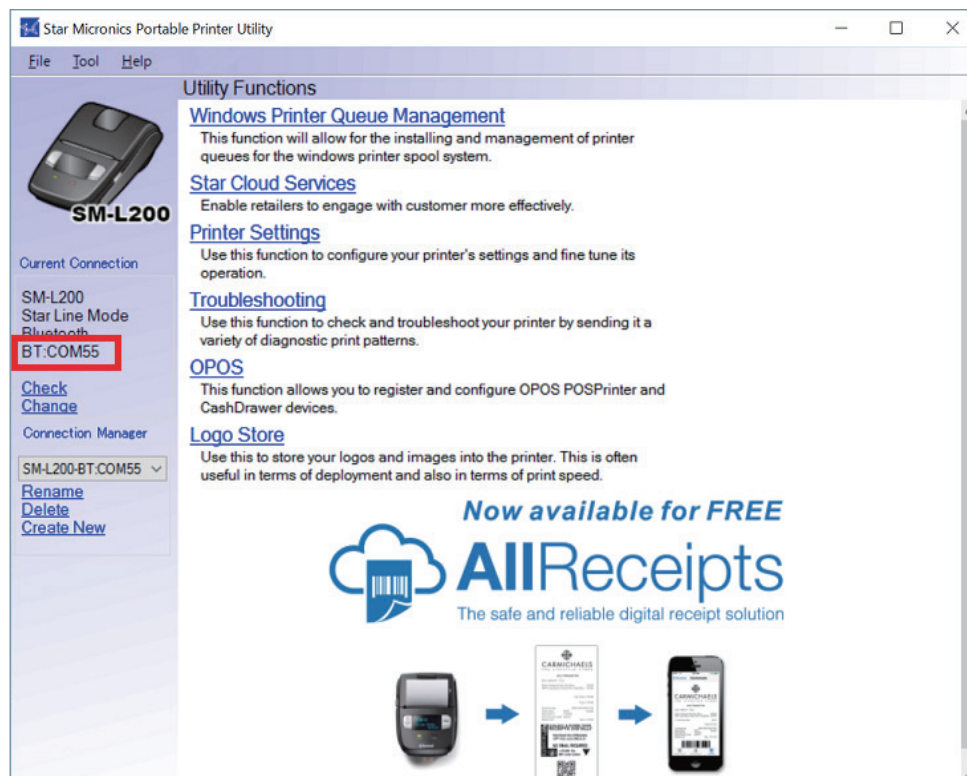 Star Micronics Portable Printer Utility
File Tool Help
Utility Functions
SM-L200
Current Connection
SM-L200
Star Line Mode
Bluetooth
BT:COM55
Check
Change
Connection Manager
SM-L200-BT:COM55
Rename
Delete
Create New
Windows Printer Queue Management
This function will allow for the installing and management of printer
queues for the windows printer spool system.
Star Cloud Services
Enable retailers to engage with customer more effectively.
Printer Settings
Use this function to configure your printer's settings and fine tune its
operation.
Troubleshooting
Use this function to check and troubleshoot your printer by sending it a
variety of diagnostic print patterns.
OPOS
This function allows you to register and configure OPOS POSPrinter and
CashDrawer devices.
Logo Store
Use this to store your logos and images into the printer. This is often
useful in terms of deployment and also in terms of print speed.
Now available for FREE
AllReceipts
The safe and reliable digital receipt solution
CARMICHAELS
CARMICHAELS